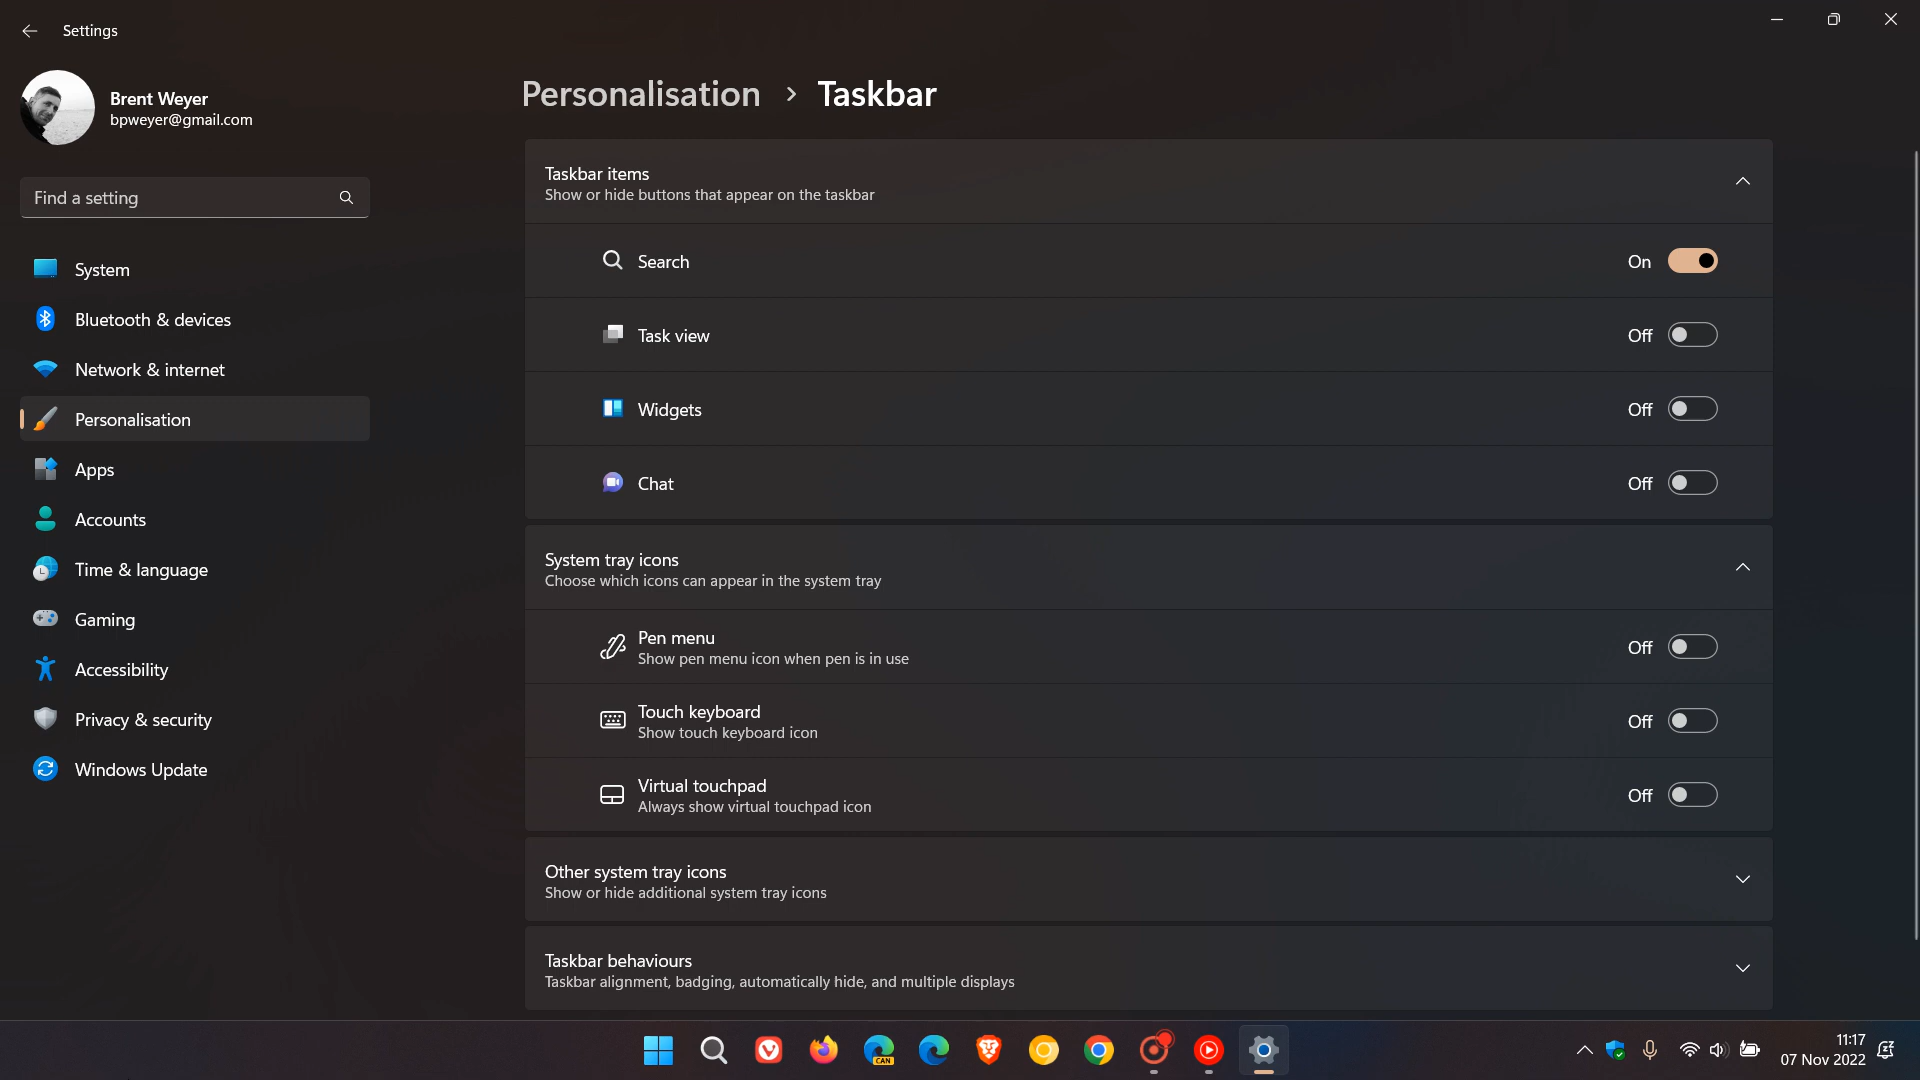 Settings
Brent Weyer
bpweyer@gmail.com
Find a setting
System
Bluetooth & devices
Network & internet
Personalisation
Apps
Accounts
Time & language
Gaming
Accessibility
Privacy & security
Windows Update
Personalisation > Taskbar
Taskbar items
Show or hide buttons that appear on the taskbar
Search On
Task view Off
Widgets Off
Chat Off
System tray icons
Choose which icons can appear in the system tray
Pen menu
Show pen menu icon when pen is in use
Off
Touch keyboard
Show touch keyboard icon
Off
Virtual touchpad
Always show virtual touchpad icon
Off
Other system tray icons
Show or hide additional system tray icons
Taskbar behaviours
Taskbar alignment, badging, automatically hide, and multiple displays
CAN
11:17
07 Nov 2022